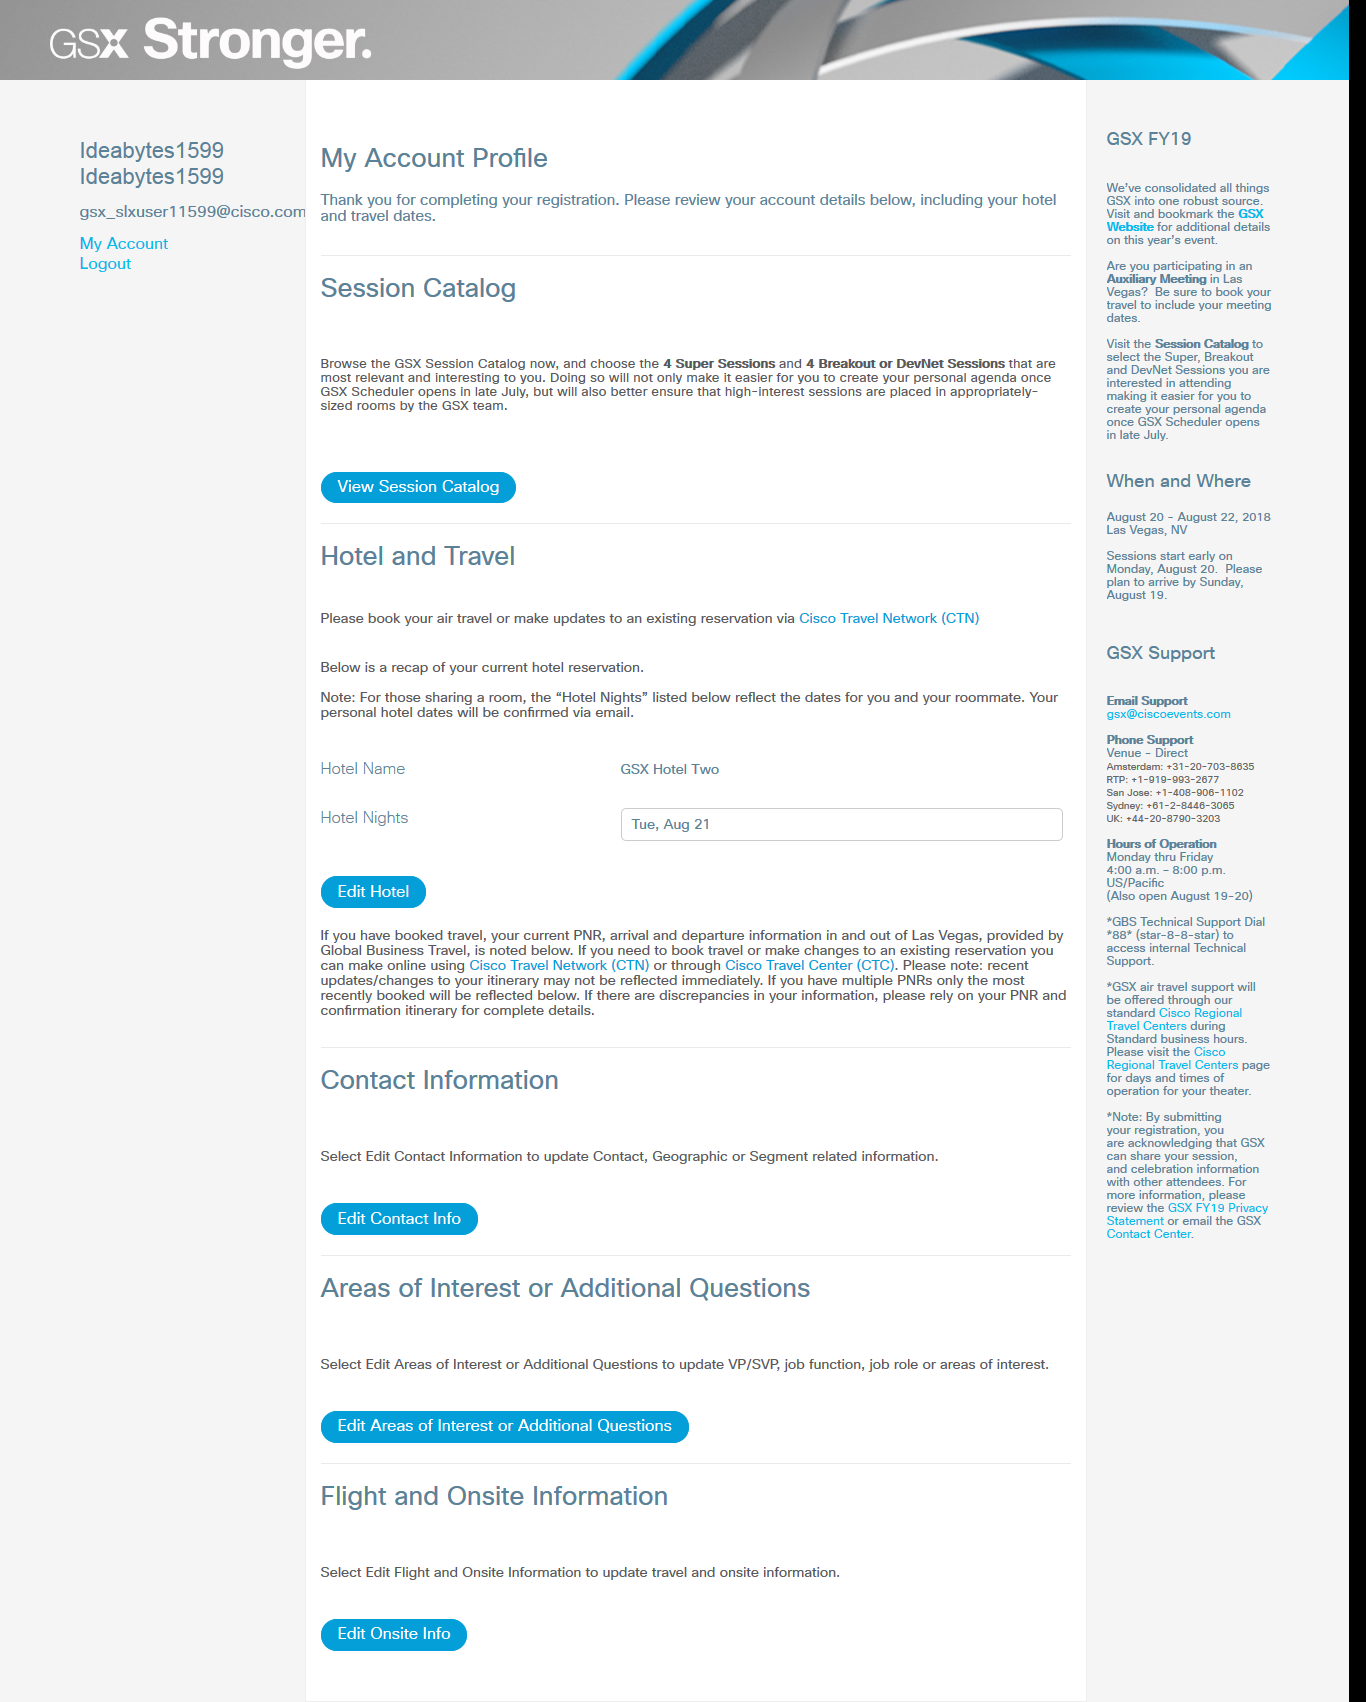 GSX Stronger.
Ideabytes1599
Ideabytes1599
gsx_slxuser11599@cisco.com
My Account
Logout
My Account Profile
Thank you for completing your registration. Please review your account details below, including your hotel
and travel dates.
Session Catalog
Browse the GSX Session Catalog now, and choose the 4 Super Sessions and 4 Breakout or DevNet Sessions that are
most relevant and interesting to you. Doing so will not only make it easier for you to create your personal agenda once
GSX Scheduler opens in late July, but will also better ensure that high-interest sessions are placed in appropriately-
sized rooms by the GSX team.
View Session Catalog
Hotel and Travel
Please book your air travel or make updates to an existing reservation via Cisco Travel Network (CTN)
Below is a recap of your current hotel reservation.
Note: For those sharing a room, the “Hotel Nights” listed below reflect the dates for you and your roommate. Your
personal hotel dates will be confirmed via email.
Hotel Name
GSX Hotel Two
Hotel Nights
Tue, Aug 21
Edit Hotel
If you have booked travel, your current PNR, arrival and departure information in and out of Las Vegas, provided by
Global Business Travel, is noted below. If you need to book travel or make changes to an existing reservation you
can make online using Cisco Travel Network (CTN) or through Cisco Travel Center (CTC). Please note: recent
updates/changes to your itinerary may not be reflected immediately. If you have multiple PNRs only the most
recently booked will be reflected below. If there are discrepancies in your information, please rely on your PNR and
confirmation itinerary for complete details.
Contact Information
Select Edit Contact Information to update Contact, Geographic or Segment related information.
Edit Contact Info
Areas of Interest or Additional Questions
Select Edit Areas of Interest or Additional Questions to update VP/SVP, job function, job role or areas of interest.
Edit Areas of Interest or Additional Questions
Flight and Onsite Information
Select Edit Flight and Onsite Information to update travel and onsite information.
Edit Onsite Info
GSX FY19
We've consolidated all things
GSX into one robust source.
Visit and bookmark the GSX
Website for additional details
on this year's event.
Are you participating in an
Auxiliary Meeting in Las
Vegas? Be sure to book your
travel to include your meeting
dates.
Visit the Session Catalog to
select the Super, Breakout
and DevNet Sessions you are
interested in attending
making it easier for you to
create your personal agenda
once GSX Scheduler opens
in late July.
When and Where
August 20 - August 22, 2018
Las Vegas, NV
Sessions start early on
Monday, August 20. Please
plan to arrive by Sunday,
August 19.
GSX Support
Email Support
gsx@ciscoevents.com
Phone Support
Venue - Direct
Amsterdam: +31-20-703-8635
RTP: +1-919-993-2677
San Jose: +1-408-906-1102
Sydney: +61-2-8446-3065
UK: +44-20-8790-3203
Hours of Operation
Monday thru Friday
4:00 a.m. - 8:00 p.m.
US/Pacific
(Also open August 19-20)
*GBS Technical Support Dial
*88* (star-8-8-star) to
access internal Technical
Support.
*GSX air travel support will
be offered through our
standard Cisco Regional
Travel Centers during
Standard business hours.
Please visit the Cisco
Regional Travel Centers page
for days and times of
operation for your theater.
*Note: By submitting
your registration, you
are acknowledging that GSX
can share your session,
and celebration information
with other attendees. For
more information, please
review the GSX FY19 Privacy
Statement or email the GSX
Contact Center.